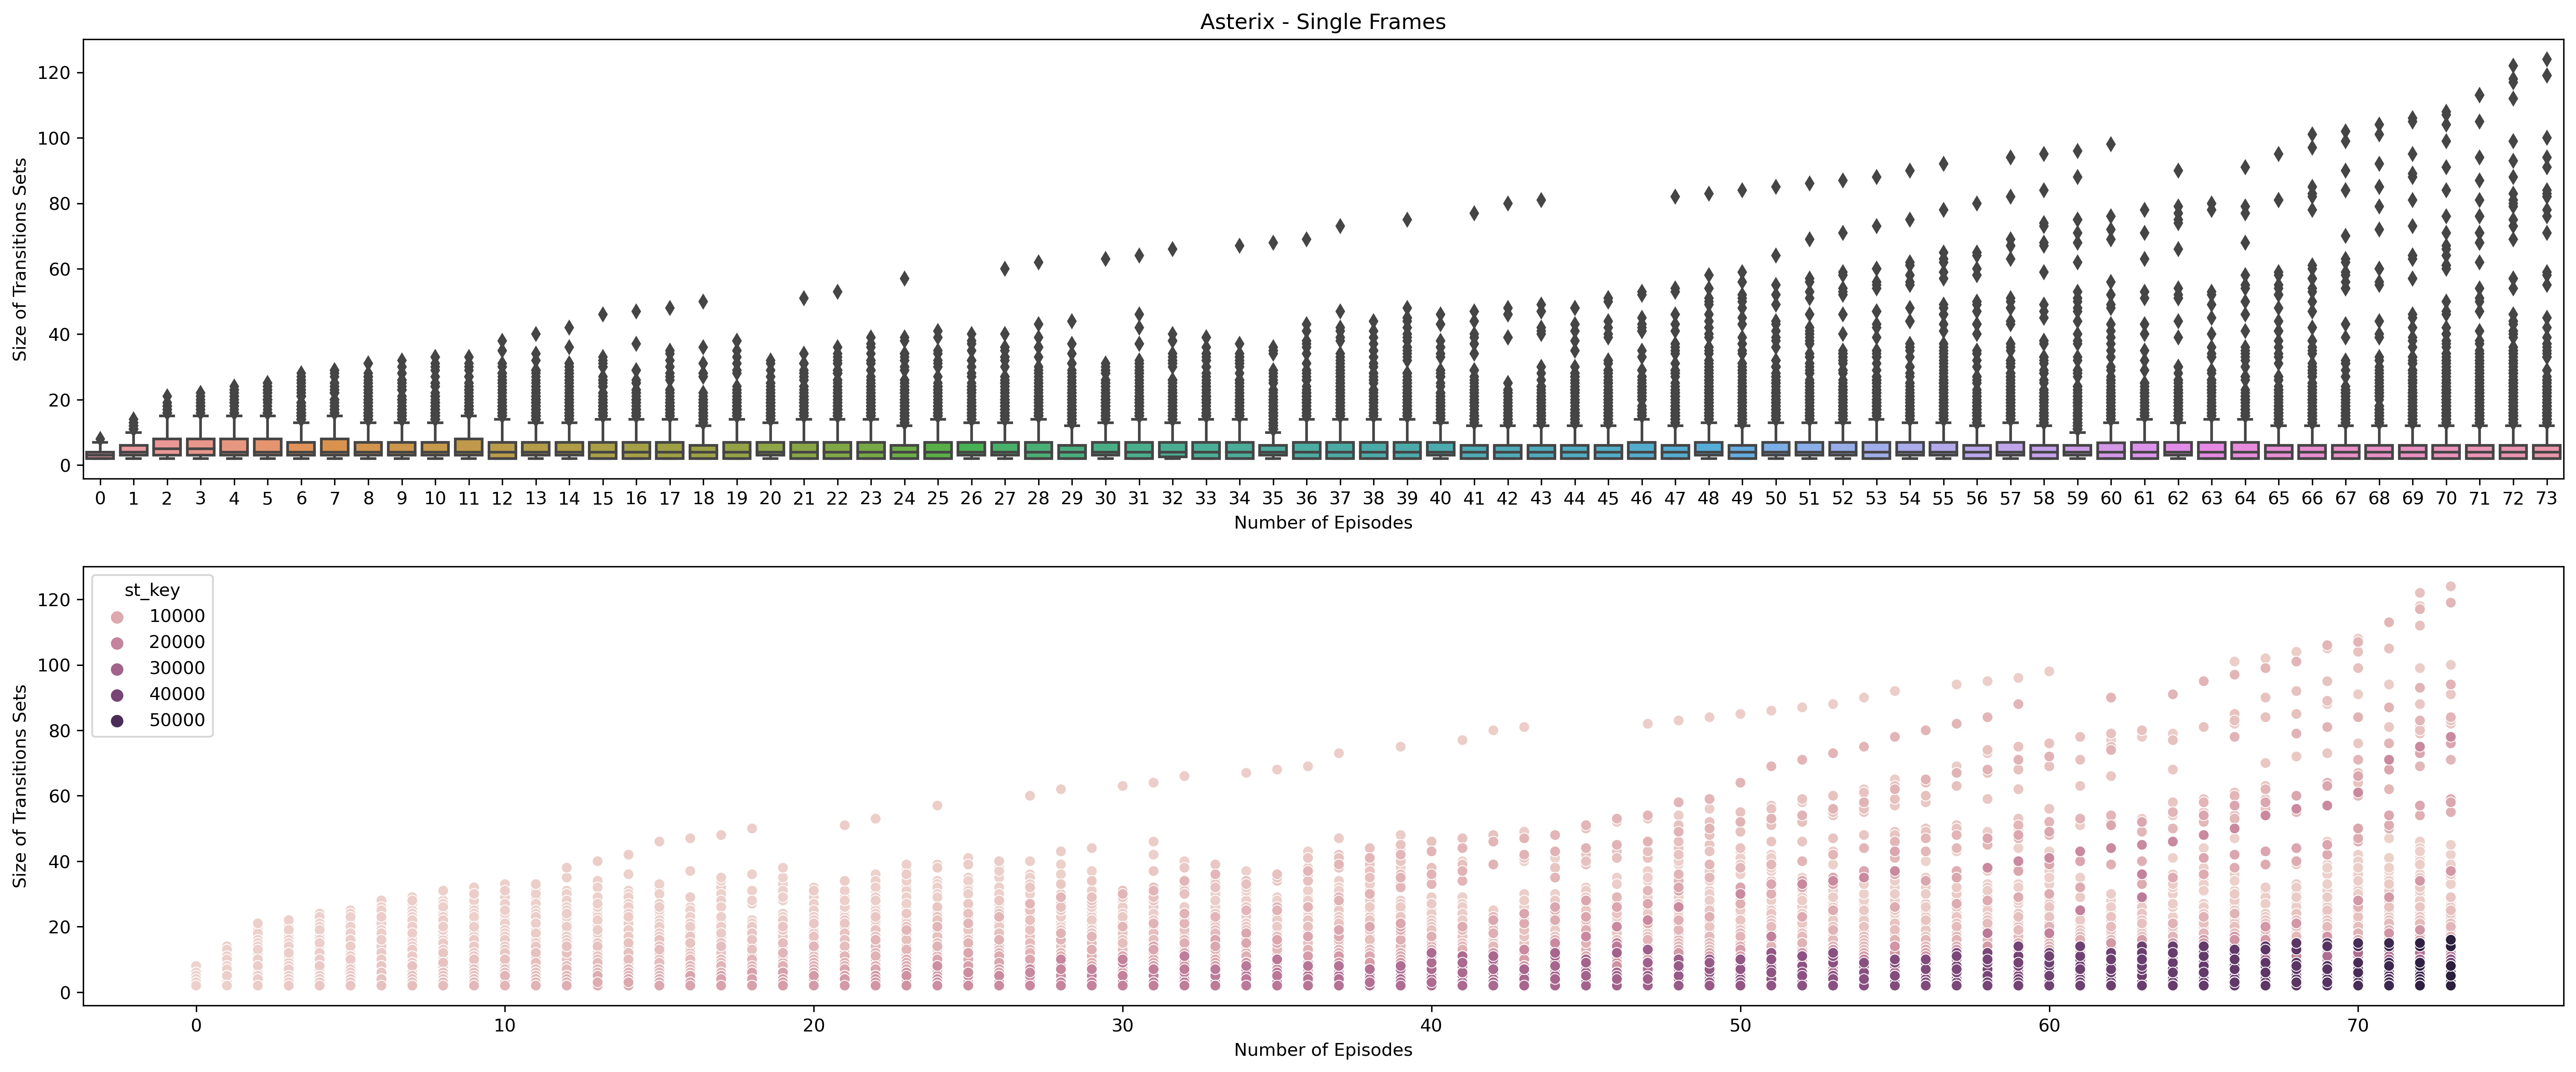 Asterix - Single Frames
120
100
80
60
40
20
0
Size of Transitions Sets
0 1 2 3 4 5 6 7 8 9 10 11 12 13 14 15 16 17 18 19 20 21 22 23 24 25 26 27 28 29 30 31 32 33 34 35 36 37 38 39 40 41 42 43 44 45 46 47 48 49 50 51 52 53 54 55 56 57 58 59 60 61 62 63 64 65 66 67 68 69 70 71 72 73
Number of Episodes
st_key
10000
20000
30000
40000
50000
120
100
80
60
40
20
0
Size of Transitions Sets
0 10 20 30 40 50 60 70
Number of Episodes